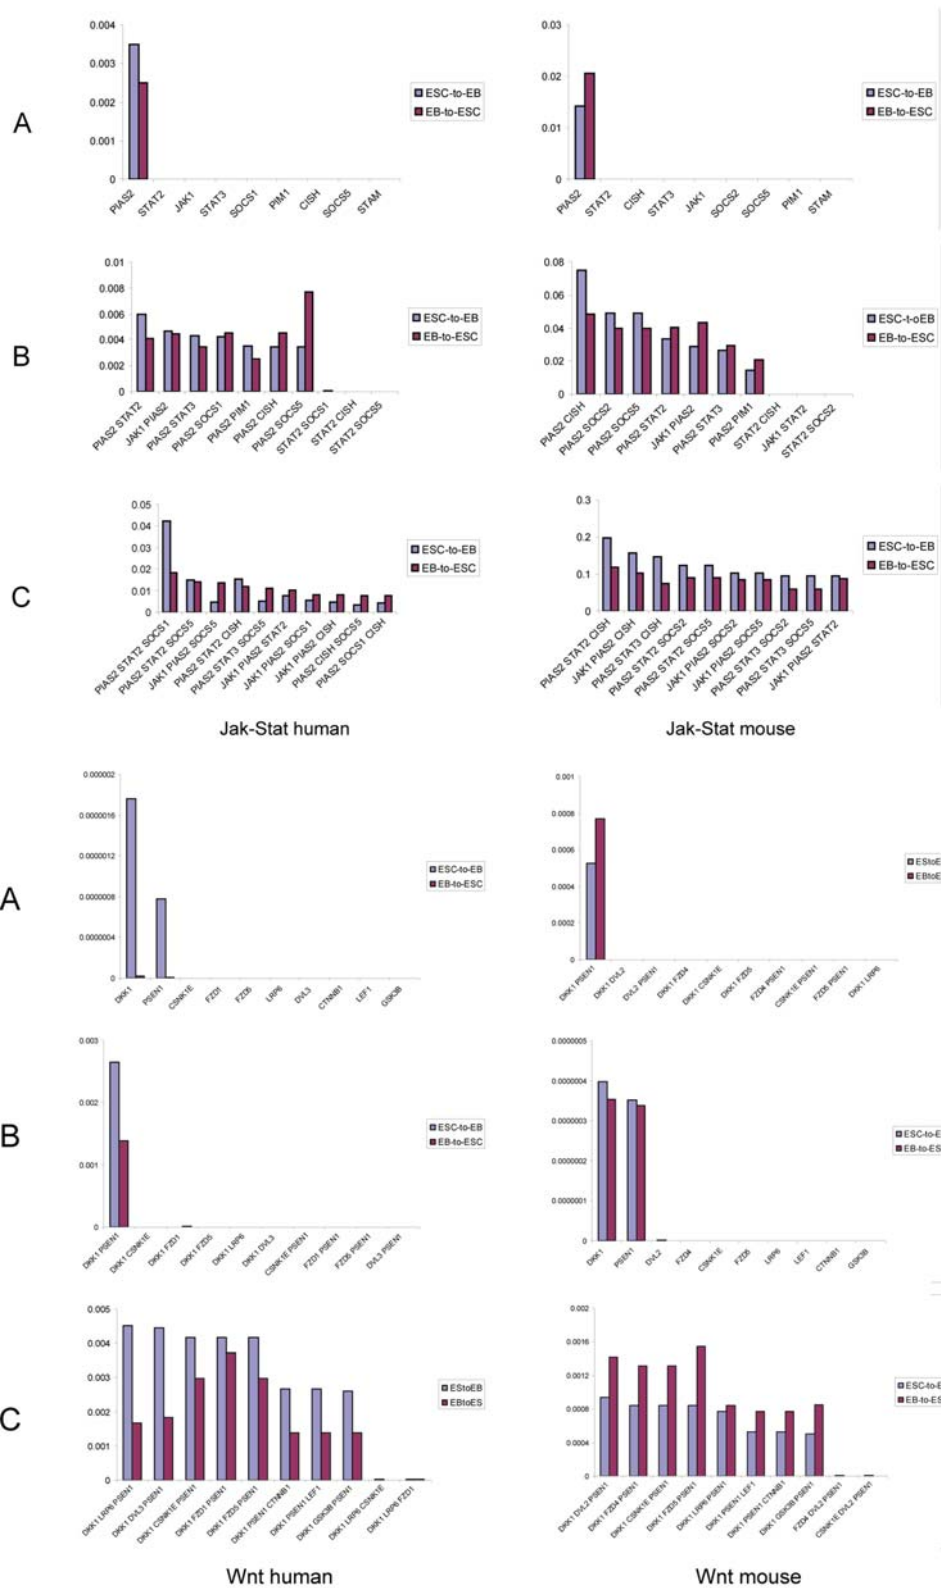 A
0.004
0.003
0.002
0.001
0
PIAS2
STAT2
JAK1
STAT3
SOCS1
PIM1
CISH
SOCS5
STAM
ESC-to-EB
EB-to-ESC
0.03
0.02
0.01
0
PIAS2
STAT2
CISH
STAT3
JAK1
SOCS2
SOCS5
PIM1
STAM
ESC-to-EB
EB-to-ESC
B
0.01
0.008
0.006
0.004
0.002
0
PIAS2 STAT2
JAK1 PIAS2
PIAS2 STAT3
PIAS2 SOCS1
PIAS2 PIM1
PIAS2 CISH
PIAS2 SOCS5
STAT2 SOCS1
STAT2 CISH
STAT2 SOCS5
ESC-to-EB
EB-to-ESC
0.08
0.06
0.04
0.02
0
PIAS2 CISH
PIAS2 SOCS2
PIAS2 SOCS5
PIAS2 STAT2
JAK1 PIAS2
PIAS2 STAT3
PIAS2 PIM1
STAT2 CISH
JAK1 STAT2
STAT2 SOCS2
ESC-t-oEB
EB-to-ESC
C
0.05
0.04
0.03
0.02
0.01
0
PIAS2 STAT2 SOCS1
PIAS2 STAT2 SOCS5
JAK1 PIAS2 SOCS5
PIAS2 STAT2 CISH
PIAS2 STAT3 SOCS5
JAK1 PIAS2 STAT2
JAK1 PIAS2 SOCS1
JAK1 PIAS2 CISH
PIAS2 CISH SOCS5
PIAS2 SOCS1 CISH
ESC-to-EB
EB-to-ESC
0.3
0.2
0.1
0
PIAS2 STAT2 CISH
JAK1 PIAS2 CISH
PIAS2 STAT3 CISH
PIAS2 STAT2 SOCS2
PIAS2 STAT2 SOCS5
JAK1 PIAS2 SOCS2
JAK1 PIAS2 SOCS5
PIAS2 STAT3 SOCS2
PIAS2 STAT3 SOCS5
JAK1 PIAS2 STAT2
ESC-to-EB
EB-to-ESC
Jak-Stat human
Jak-Stat mouse
A
0.000002
0.0000016
0.0000012
0.0000008
0.0000004
0
DKK1
PSEN1
CSNK1E
FZD1
FZD5
LRP6
DVL3
CTNNB1
LEF1
GSK3B
ESC-to-EB
EB-to-ESC
0.001
0.0008
0.0006
0.0004
0.0002
0
DKK1 PSEN1
DKK1 DVL2
DVL2 PSEN1
DKK1 FZD4
DKK1 CSNK1E
DKK1 FZD5
FZD4 PSEN1
CSNK1E PSEN1
FZD5 PSEN1
DKK1 LRP6
EStoE
EBtoE
B
0.003
0.002
0.001
0
DKK1 PSEN1
DKK1 CSNK1E
DKK1 FZD1
DKK1 FZD5
DKK1 LRP6
DKK1 DVL3
CSNK1E PSEN1
FZD1 PSEN1
FZD5 PSEN1
DVL3 PSEN1
ESC-to-EB
EB-to-ESC
0.0000005
0.0000004
0.0000003
0.0000002
0.0000001
0
DKK1
PSEN1
DVL2
FZD4
CSNK1E
FZD5
LRP6
LEF1
CTNNB1
GSK3B
ESC-to-E
EB-to-ES
C
0.005
0.004
0.003
0.002
0.001
0
DKK1 LRP6 PSEN1
DKK1 DVL3 PSEN1
DKK1 CSNK1E PSEN1
DKK1 FZD1 PSEN1
DKK1 FZD5 PSEN1
DKK1 PSEN1 CTNNB1
DKK1 PSEN1 LEF1
DKK1 GSK3B PSEN1
DKK1 LRP6 CSNK1E
DKK1 LRP6 FZD1
EStoEB
EBtoES
0.002
0.0016
0.0012
0.0008
0.0004
0
DKK1 DVL2 PSEN1
DKK1 FZD4 PSEN1
DKK1 CSNK1E PSEN1
DKK1 FZD5 PSEN1
DKK1 LRP6 PSEN1
DKK1 PSEN1 LEF1
DKK1 PSEN1 CTNNB1
DKK1 GSK3B PSEN1
FZD4 DVL2 PSEN1
CSNK1E DVL2 PSEN1
ESC-to-E
EB-to-ES
Wnt human
Wnt mouse